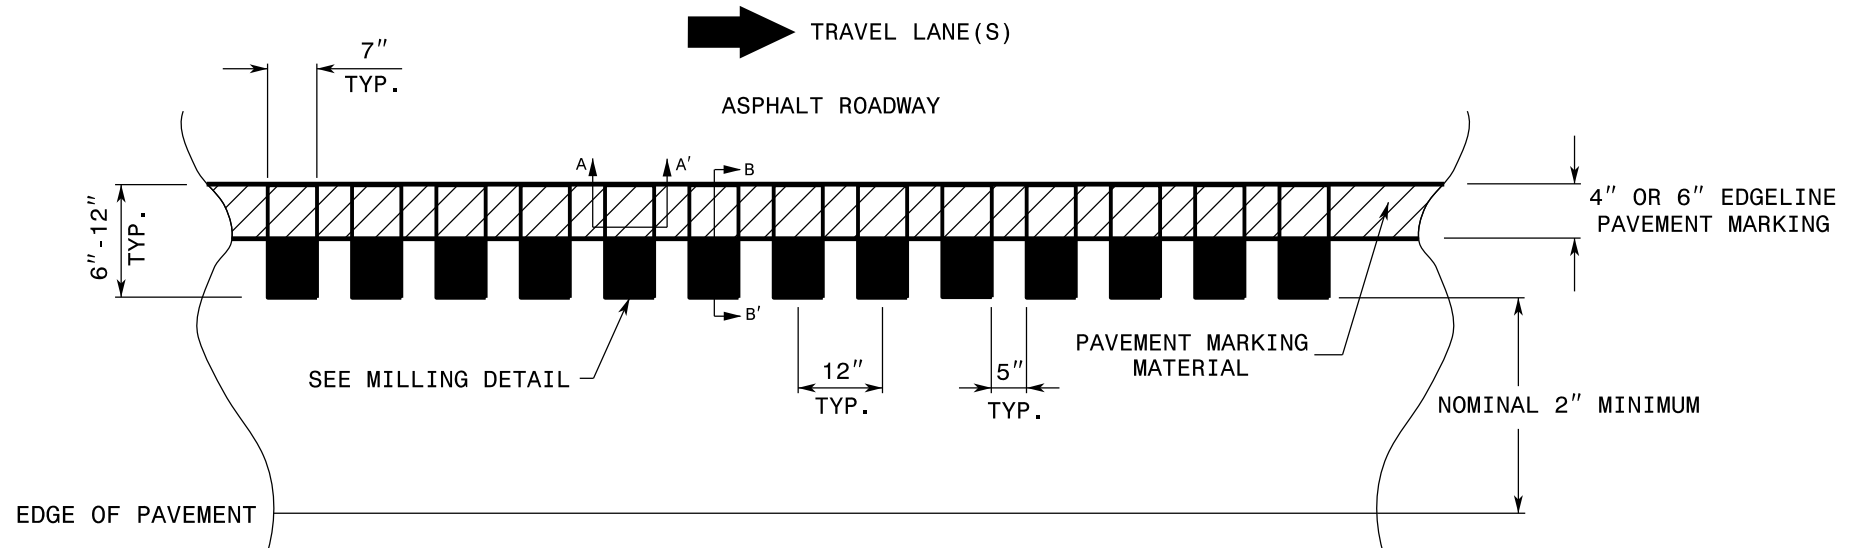 TRAVEL LANE(S)
7"
TYP.
ASPHALT ROADWAY
A
A'
B
6"-12"
TYP.
4" OR 6" EDGELINE
PAVEMENT MARKING
B'
SEE MILLING DETAIL
12"
TYP.
5"
TYP.
PAVEMENT MARKING
MATERIAL
NOMINAL 2" MINIMUM
EDGE OF PAVEMENT